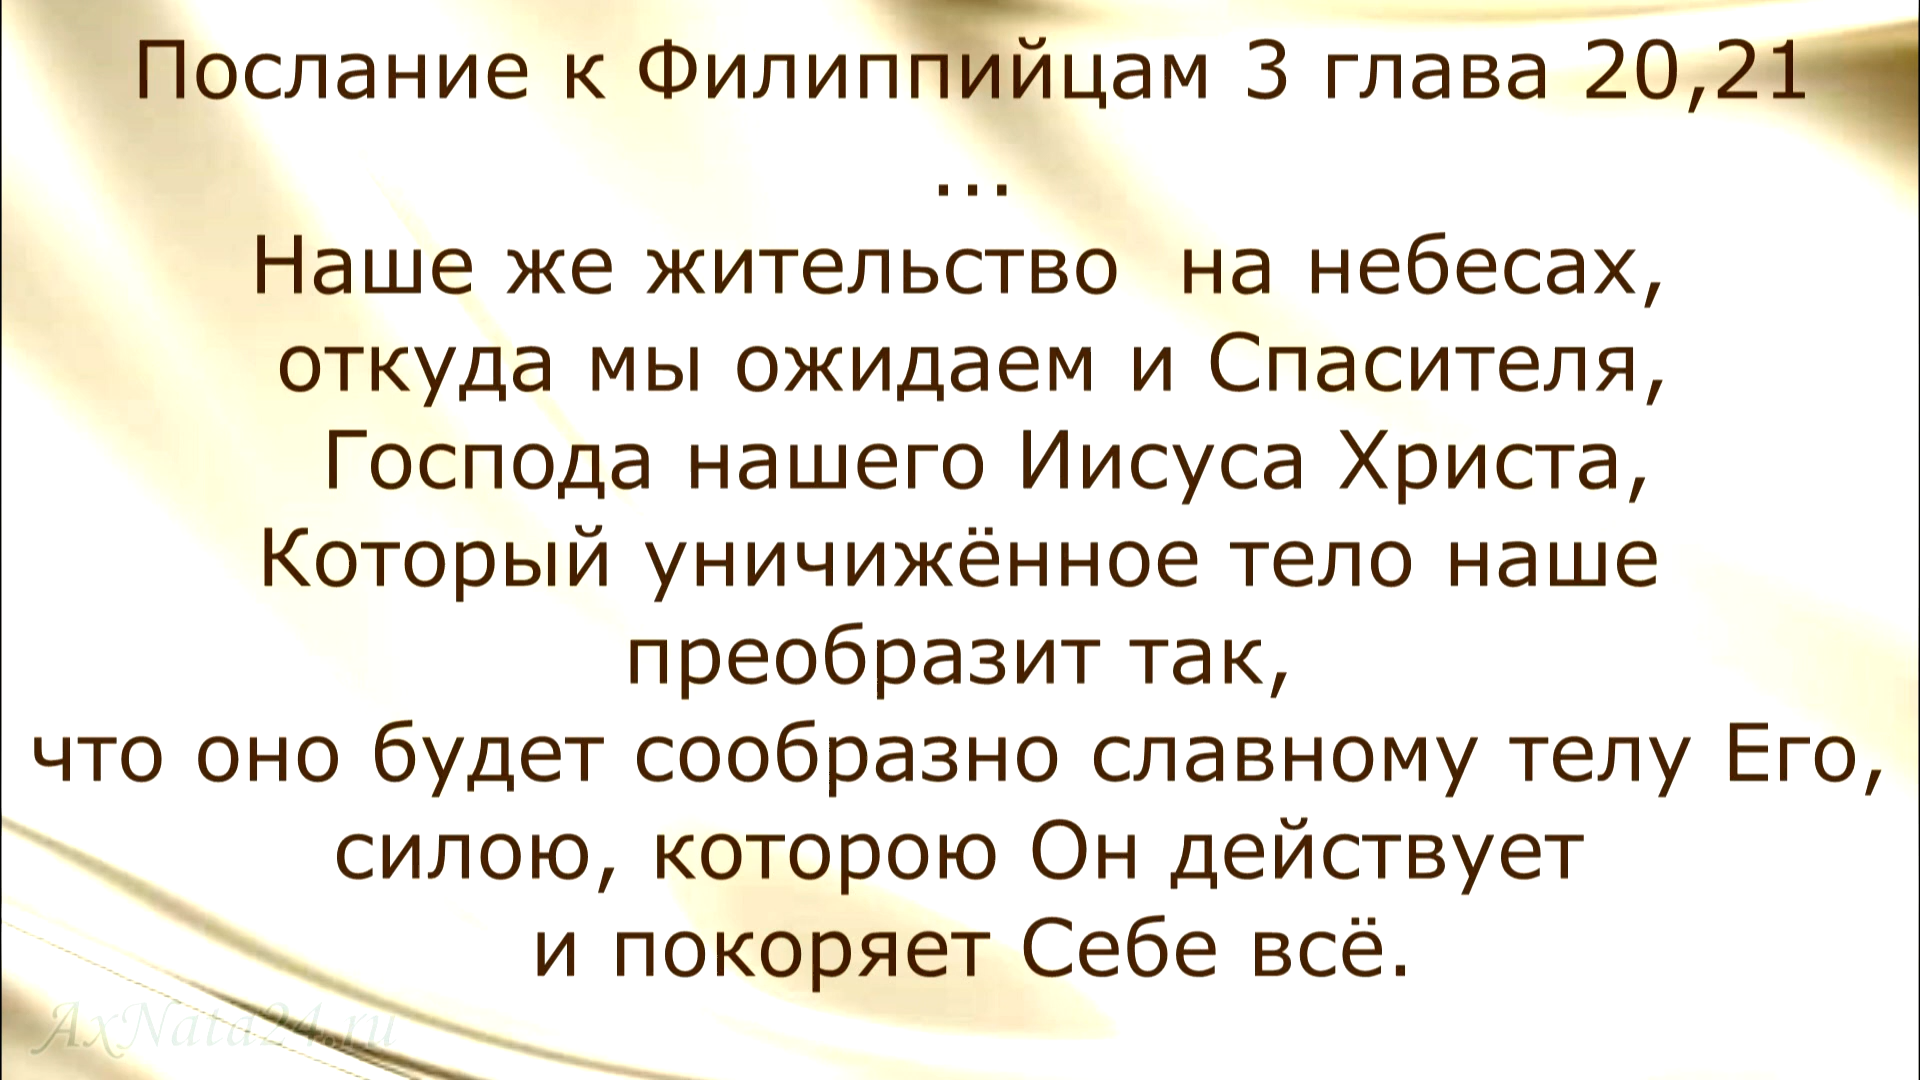 Послание к Филиппийцам 3 глава 20,21
...
Наше же жительство на небесах,
откуда мы ожидаем и Спасителя,
Господа нашего Иисуса Христа,
Который уничижённое тело наше
преобразит так,
что оно будет сообразно славному телу Его,
силою, которою Он действует
и покоряет Себе всё.
AxNata24.ru